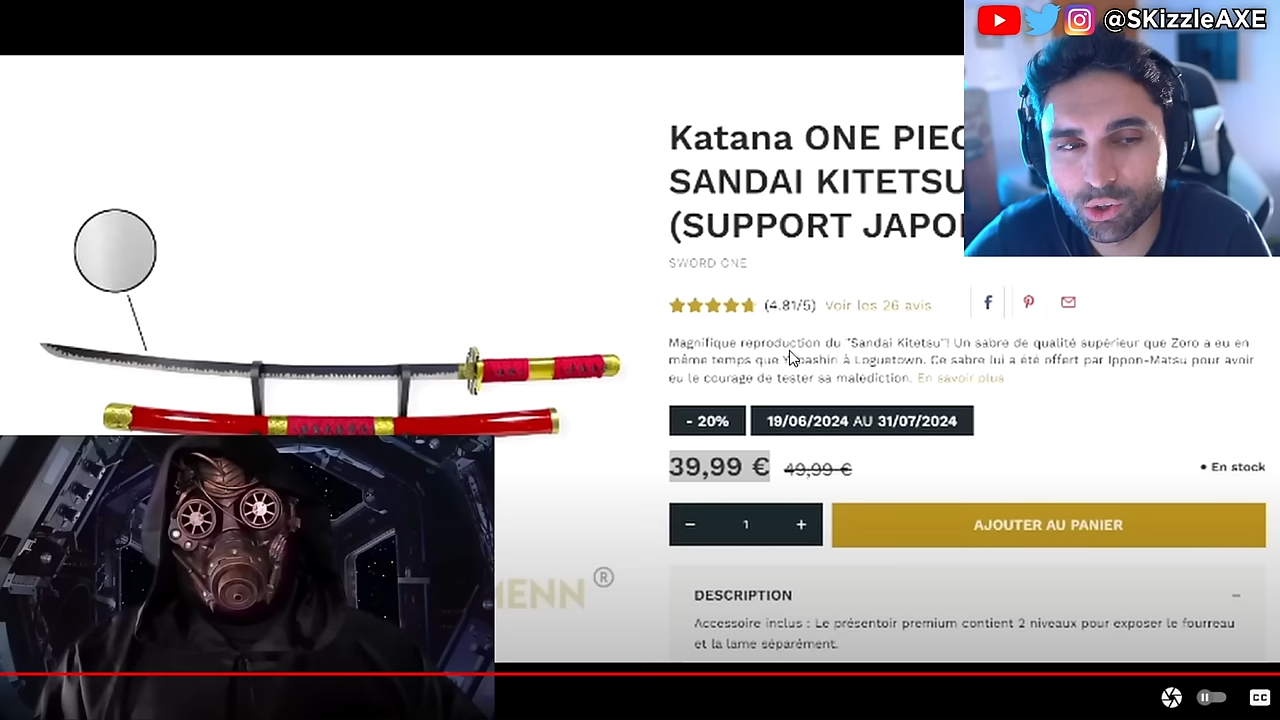 @SKizzleAXE
Katana ONE PIEC
SANDAI KITETSU
(SUPPORT JAPO
SWORD ONE
(4.81/5) Voir les 26 avis
Magnifique reproduction du "Sandai Kitetsu"! Un sabre de qualité supérieur que Zoro a eu en
même temps que Y bashin à Loguetown. Ce sabre lui a été offert par Ippon-Matsu pour avoir
eu le courage de tester sa malédiction. En savoir plus
- 20% 19/06/2024 AU 31/07/2024
39,99 € 49,99 €
• En stock
− 1 +
AJOUTER AU PANIER
ENN ®
DESCRIPTION −
Accessoire inclus : Le présentoir premium contient 2 niveaux pour exposer le fourreau
et la lame séparément.
CC